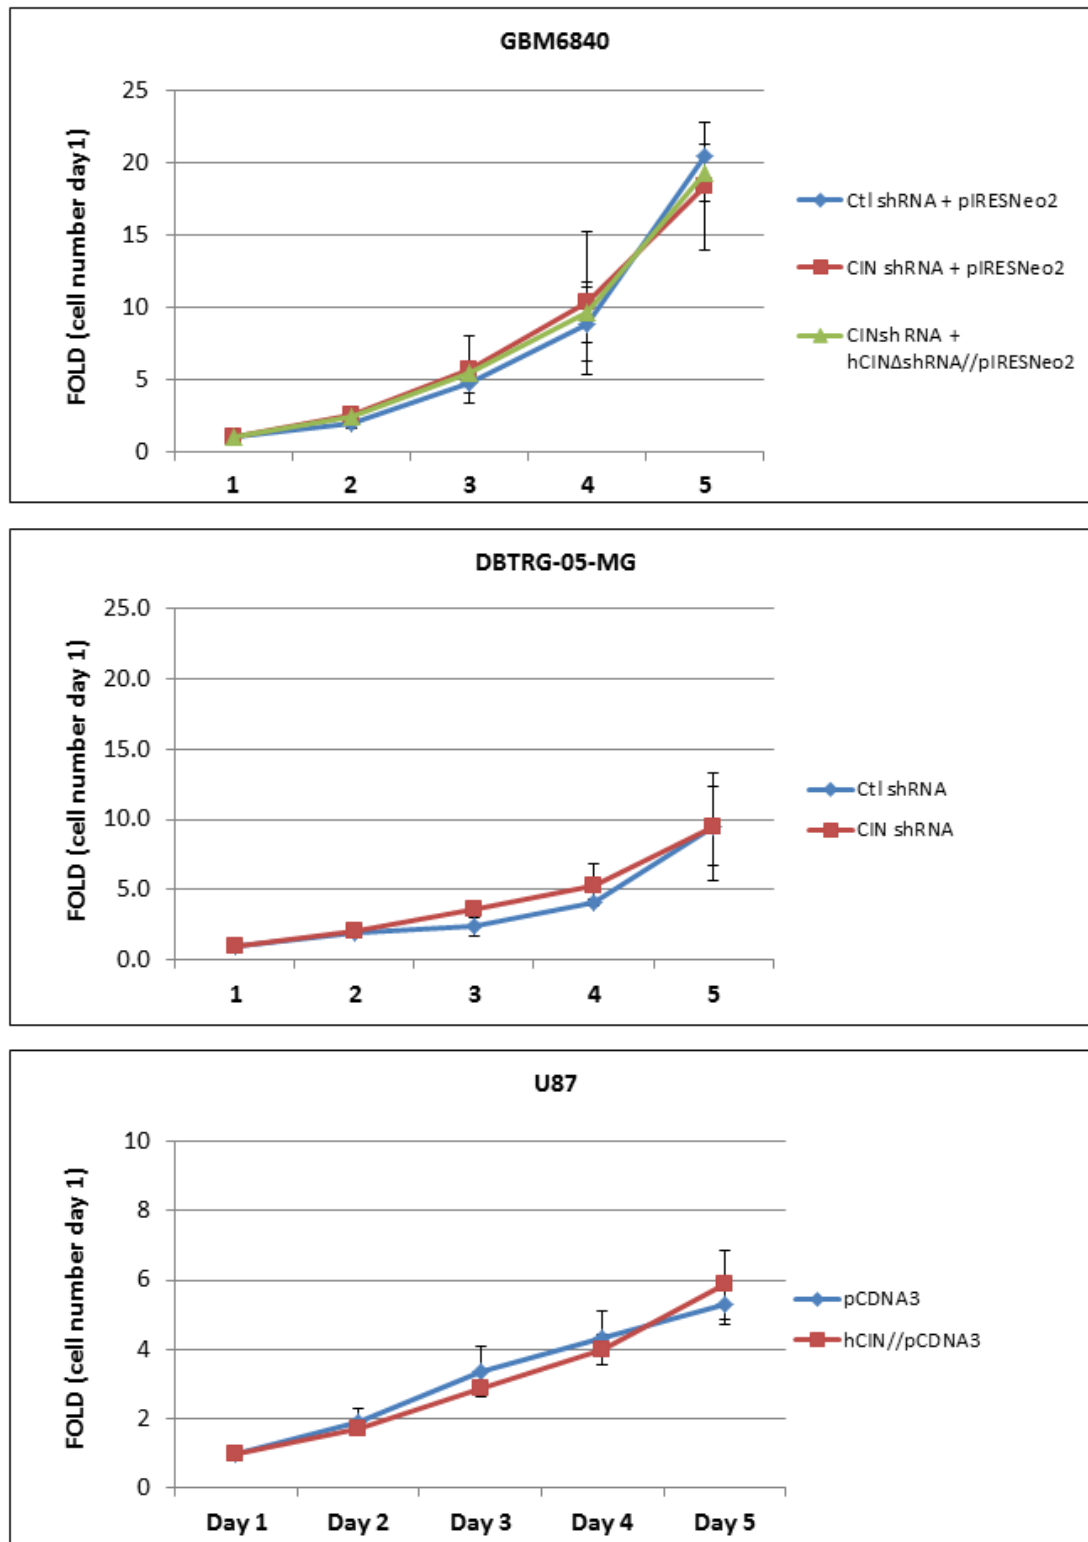 GBM6840
FOLD (cell number day1)
25
20
15
10
5
0
1 2 3 4 5
Ctl shRNA + pIRESNeo2
CIN shRNA + pIRESNeo2
CINsh RNA +
hCINΔshRNA//pIRESNeo2
DBTRG-05-MG
FOLD (cell number day 1)
25.0
20.0
15.0
10.0
5.0
0.0
1 2 3 4 5
Ctl shRNA
CIN shRNA
U87
FOLD (cell number day 1)
10
8
6
4
2
0
Day 1 Day 2 Day 3 Day 4 Day 5
pCDNA3
hCIN//pCDNA3